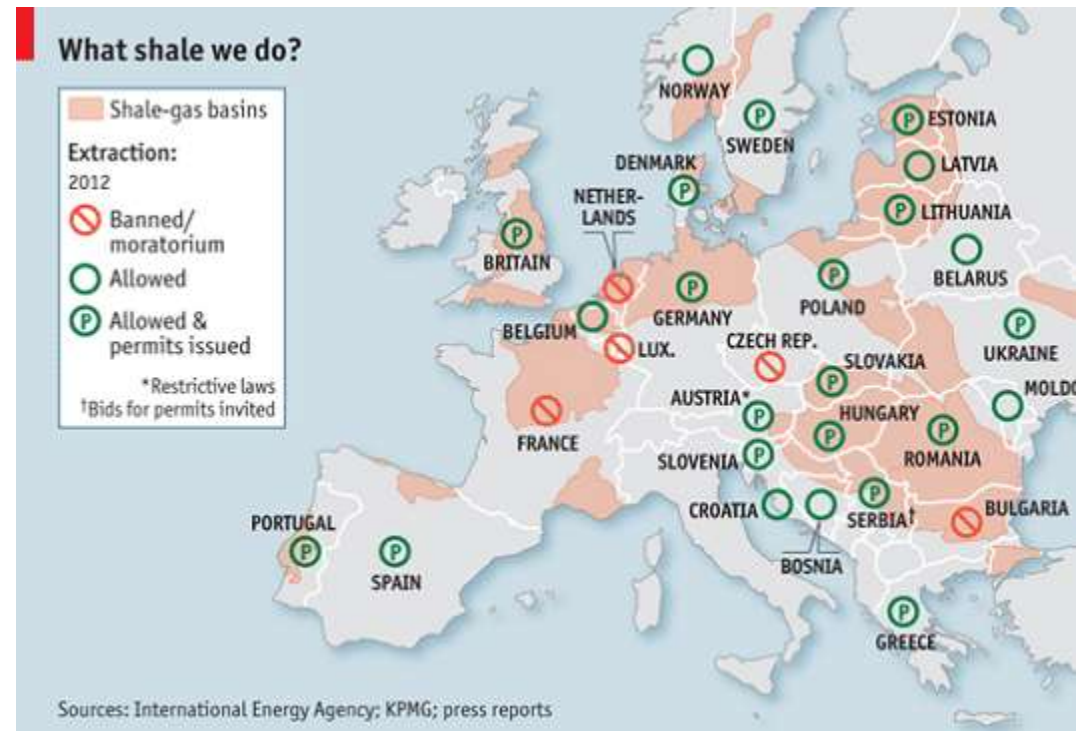 What shale we do?
Shale-gas basins
Extraction:
2012
Banned/
moratorium
Allowed
P Allowed &
permits issued
*Restrictive laws
†Bids for permits invited
NORWAY
P
SWEDEN
P ESTONIA
LATVIA
P LITHUANIA
DENMARK
P
NETHER-
LANDS
P
BRITAIN
BELARUS
P
GERMANY
P
POLAND
BELGIUM
LUX.
CZECH REP.
P
UKRAINE
SLOVAKIA
P
AUSTRIA*
P
HUNGARY
P
MOLDO
FRANCE
P
ROMANIA
SLOVENIA P
CROATIA
BOSNIA
P
SERBIA†
BULGARIA
PORTUGAL
P
P
SPAIN
P
GREECE
Sources: International Energy Agency; KPMG; press reports